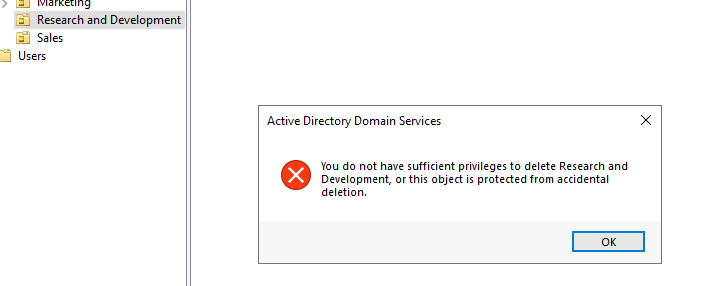 Marketing
Research and Development
Sales
Users
Active Directory Domain Services
You do not have sufficient privileges to delete Research and
Development, or this object is protected from accidental
deletion.
OK